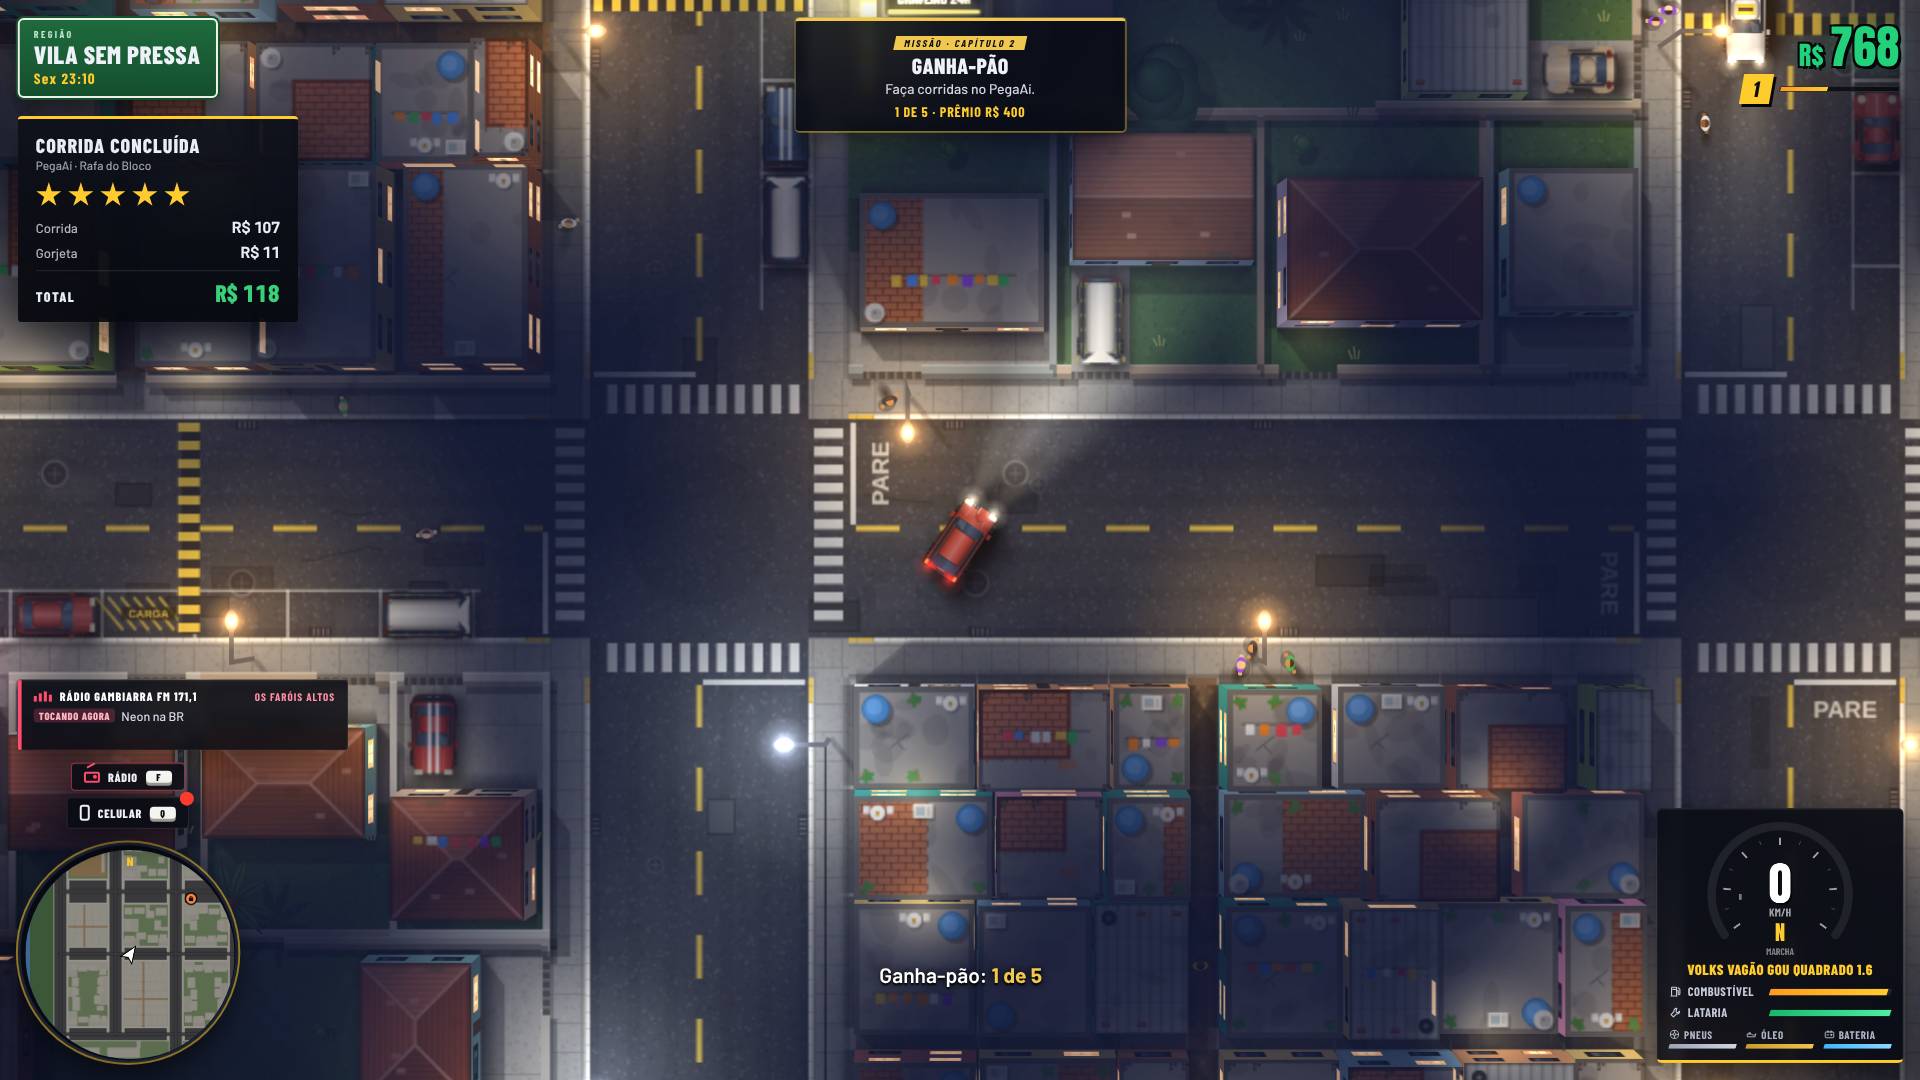 REGIÃO
VILA SEM PRESSA
Sex 23:10
MISSÃO · CAPÍTULO 2
GANHA-PÃO
Faça corridas no PegaAí.
1 DE 5 · PRÊMIO R$ 400
R$ 768
1
CORRIDA CONCLUÍDA
PegaAí · Rafa do Bloco
Corrida R$ 107
Gorjeta R$ 11
TOTAL R$ 118
PARE
PARE
CARGA
PARE
RÁDIO GAMBIARRA FM 171,1 OS FARÓIS ALTOS
TOCANDO AGORA Neon na BR
RÁDIO F
CELULAR Q
N
Ganha-pão: 1 de 5
0
KM/H
N
MARCHA
VOLKS VAGÃO GOU QUADRADO 1.6
COMBUSTÍVEL
LATARIA
PNEUS ÓLEO BATERIA